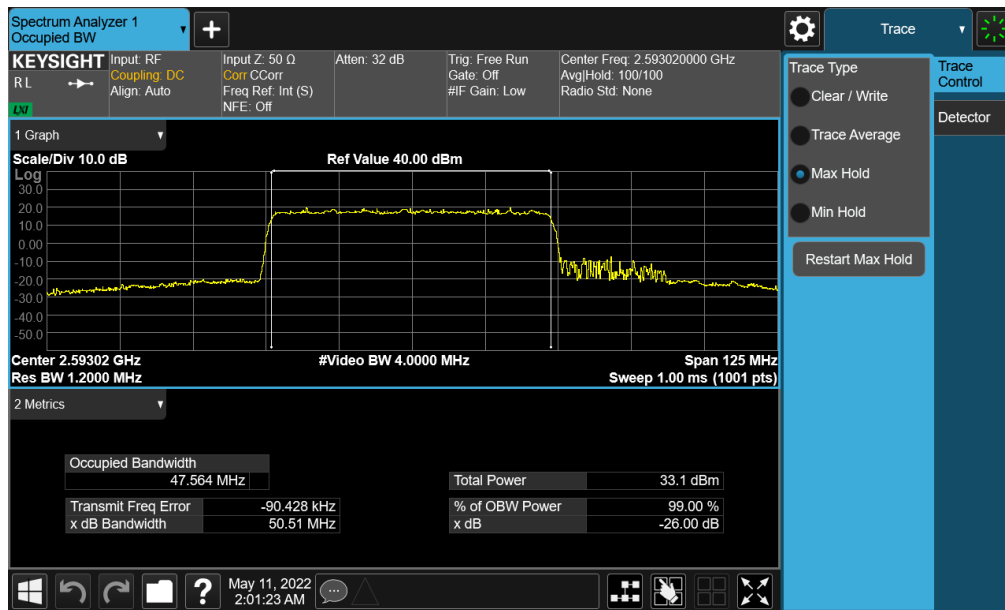 Spectrum Analyzer 1
Occupied BW
+
Trace
KEYSIGHT
R L
LXI
Input: RF
Coupling: DC
Align: Auto
Input Z: 50 Ω
Corr CCorr
Freq Ref: Int (S)
NFE: Off
Atten: 32 dB
Trig: Free Run
Gate: Off
#IF Gain: Low
Center Freq: 2.593020000 GHz
Avg|Hold: 100/100
Radio Std: None
Trace Type
Clear / Write
Trace Average
Max Hold
Min Hold
Restart Max Hold
Trace
Control
Detector
1 Graph
Scale/Div 10.0 dB
Ref Value 40.00 dBm
Log
30.0
20.0
10.0
0.00
-10.0
-20.0
-30.0
-40.0
-50.0
Center 2.59302 GHz
#Video BW 4.0000 MHz
Span 125 MHz
Res BW 1.2000 MHz
Sweep 1.00 ms (1001 pts)
2 Metrics
Occupied Bandwidth
47.564 MHz
Total Power 33.1 dBm
Transmit Freq Error -90.428 kHz
% of OBW Power 99.00 %
x dB Bandwidth 50.51 MHz
x dB -26.00 dB
?
May 11, 2022
2:01:23 AM